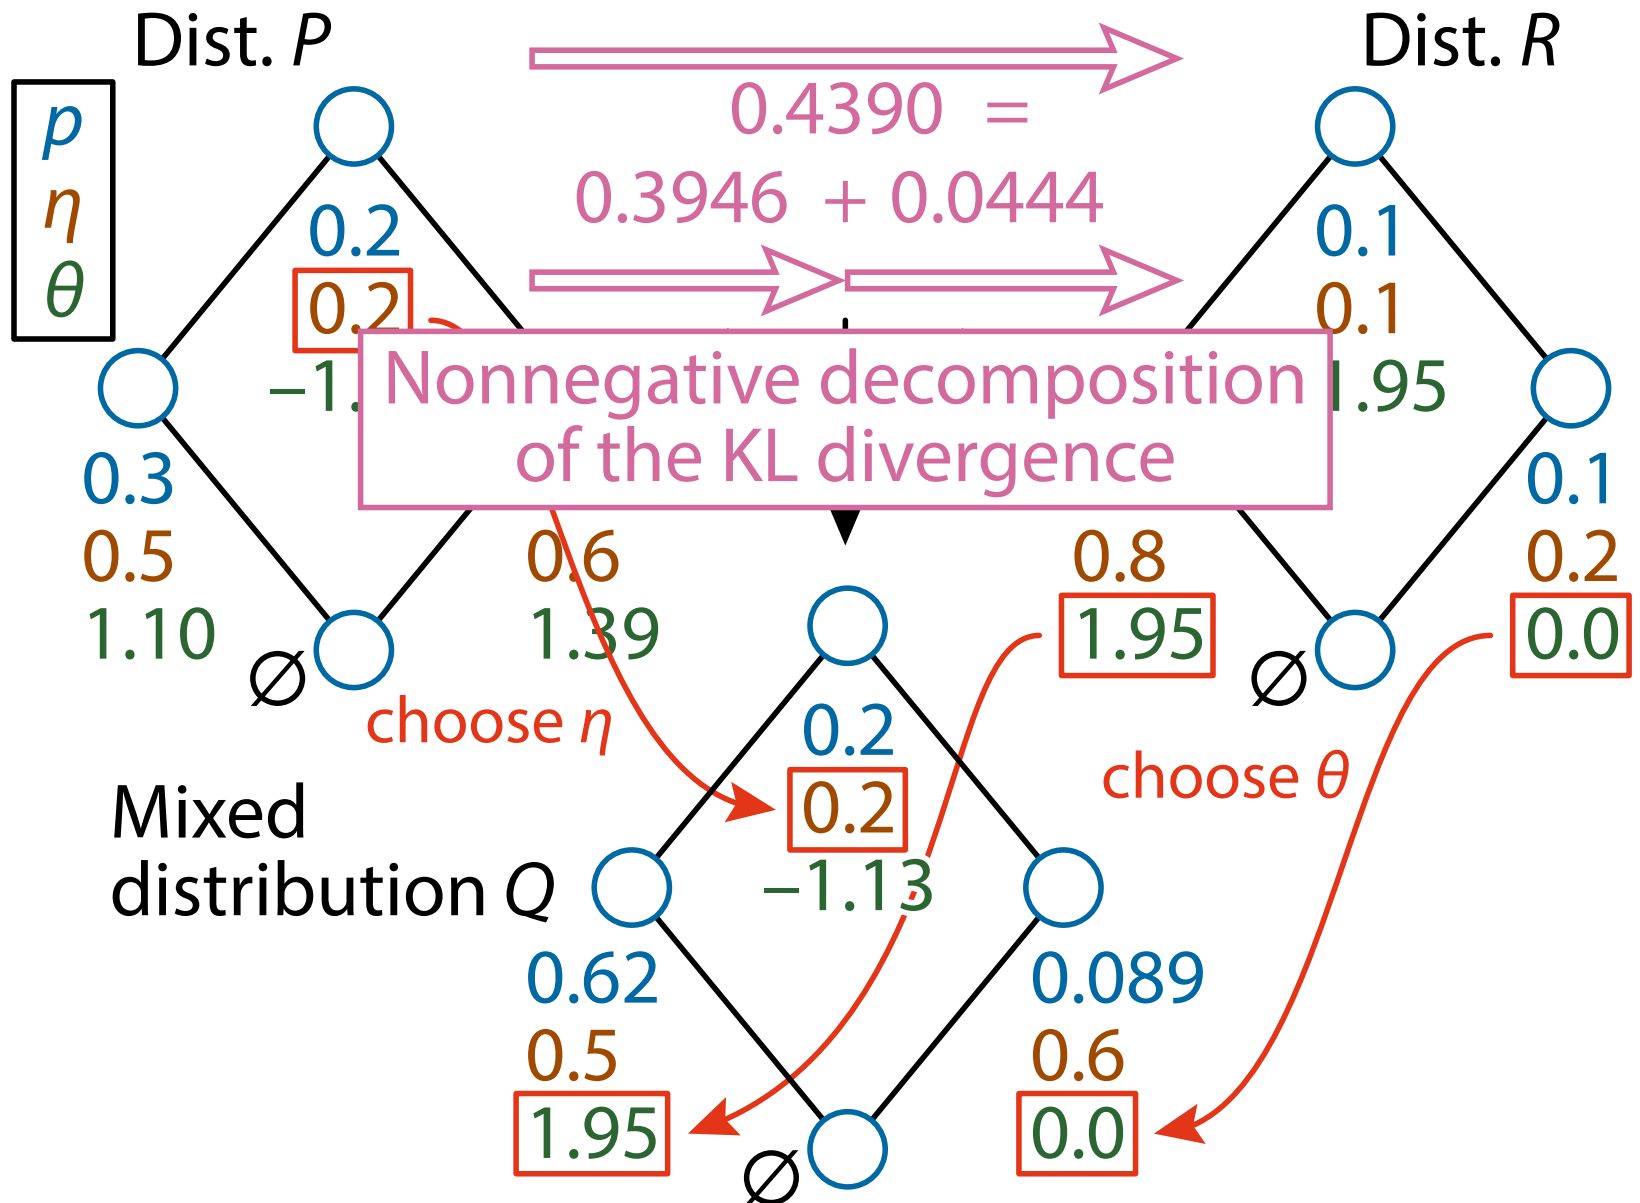 Dist. P
Dist. R
p
η
θ
0.4390 =
0.3946 + 0.0444
0.2
0.2
−1.
0.1
0.1
1.95
Nonnegative decomposition
of the KL divergence
0.3
0.5
1.10
0.6
1.39
∅
0.8
1.95
0.1
0.2
0.0
∅
choose η
choose θ
Mixed
distribution Q
0.2
0.2
−1.13
0.62
0.5
1.95
0.089
0.6
0.0
∅